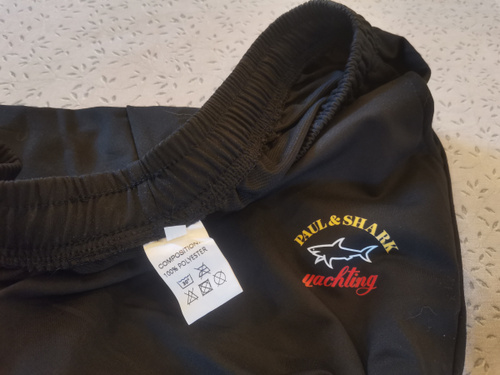 COMPOSITION:
100% POLYESTER
PAUL & SHARK
yachting